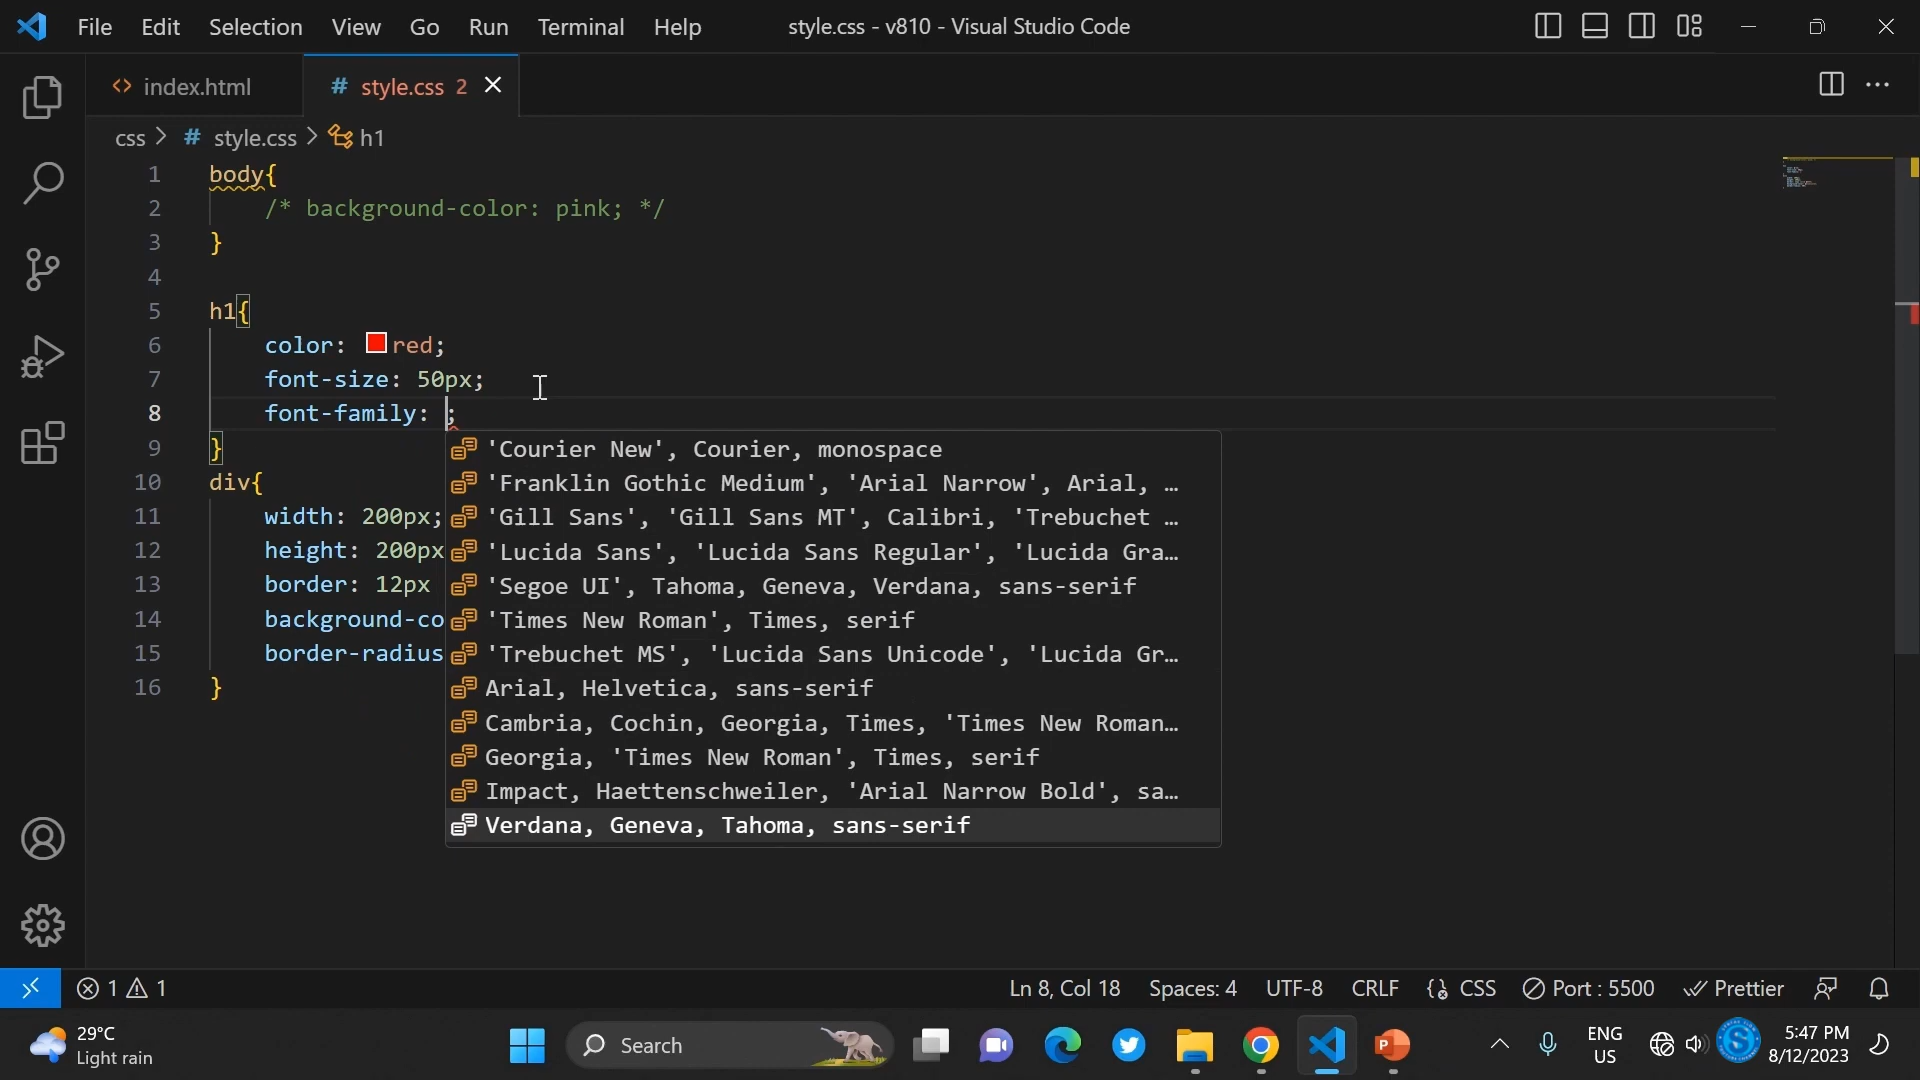 File Edit Selection View Go Run Terminal Help style.css - v810 - Visual Studio Code
index.html # style.css 2
css > # style.css > h1
1 body{
2 /* background-color: pink; */
3 }
4
5 h1{
6 color: red;
7 font-size: 50px;
8 font-family: ;
9 }
'Courier New', Courier, monospace
10 div{
'Franklin Gothic Medium', 'Arial Narrow', Arial, …
11 width: 200px;
'Gill Sans', 'Gill Sans MT', Calibri, 'Trebuchet …
12 height: 200px
'Lucida Sans', 'Lucida Sans Regular', 'Lucida Gra…
13 border: 12px
'Segoe UI', Tahoma, Geneva, Verdana, sans-serif
14 background-co
'Times New Roman', Times, serif
15 border-radius
'Trebuchet MS', 'Lucida Sans Unicode', 'Lucida Gr…
16 }
Arial, Helvetica, sans-serif
Cambria, Cochin, Georgia, Times, 'Times New Roman…
Georgia, 'Times New Roman', Times, serif
Impact, Haettenschweiler, 'Arial Narrow Bold', sa…
Verdana, Geneva, Tahoma, sans-serif
1 1 Ln 8, Col 18 Spaces: 4 UTF-8 CRLF {} CSS Port : 5500 Prettier
29°C
Light rain
Search
ENG
US
5:47 PM
8/12/2023